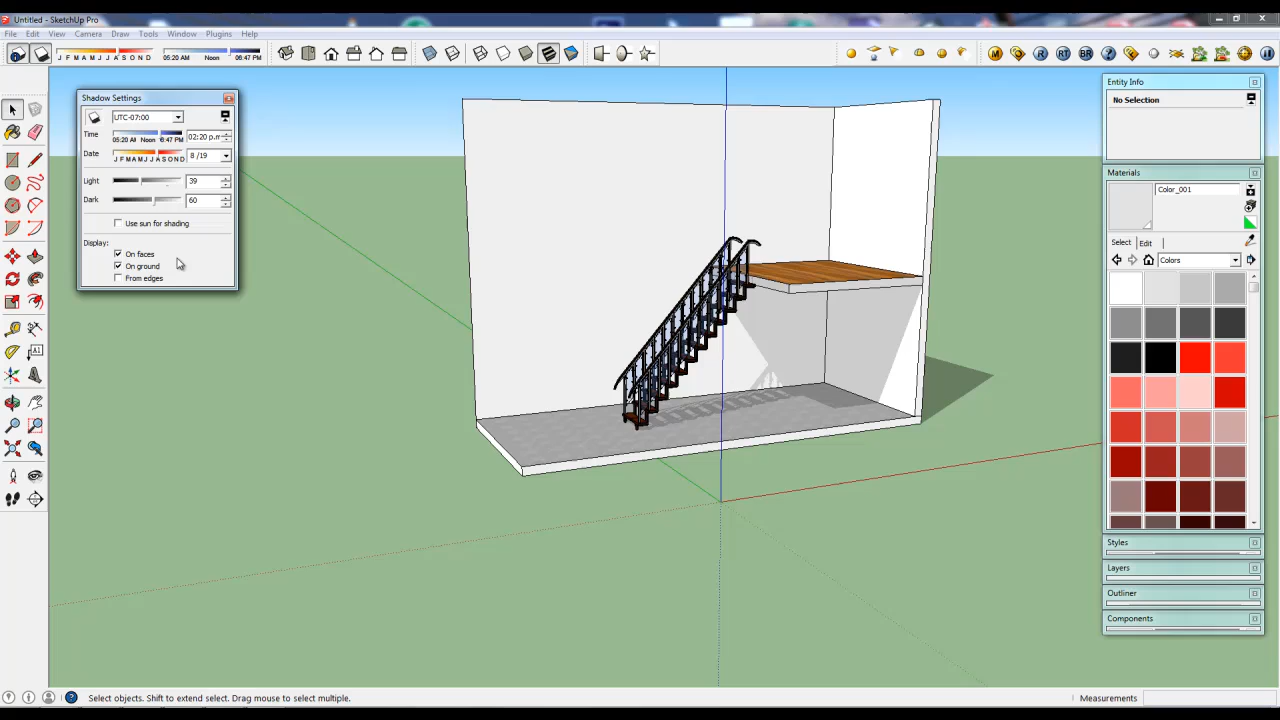 Untitled - SketchUp Pro
File Edit View Camera Draw Tools Window Plugins Help
J F M A M J J A S O N D 05:20 AM Noon 06:47 PM
M R RT BR
Shadow Settings
UTC-07:00
Time 05:20 AM Noon 6:47 PM 02:20 p.m
Date J F M A M J J A S O N D 8 /19
Light 39
Dark 60
Use sun for shading
Display:
On faces
On ground
From edges
A1
Entity Info
No Selection
Materials
Color_001
Select Edit
Colors
Styles
Layers
Outliner
Components
Select objects. Shift to extend select. Drag mouse to select multiple.
Measurements